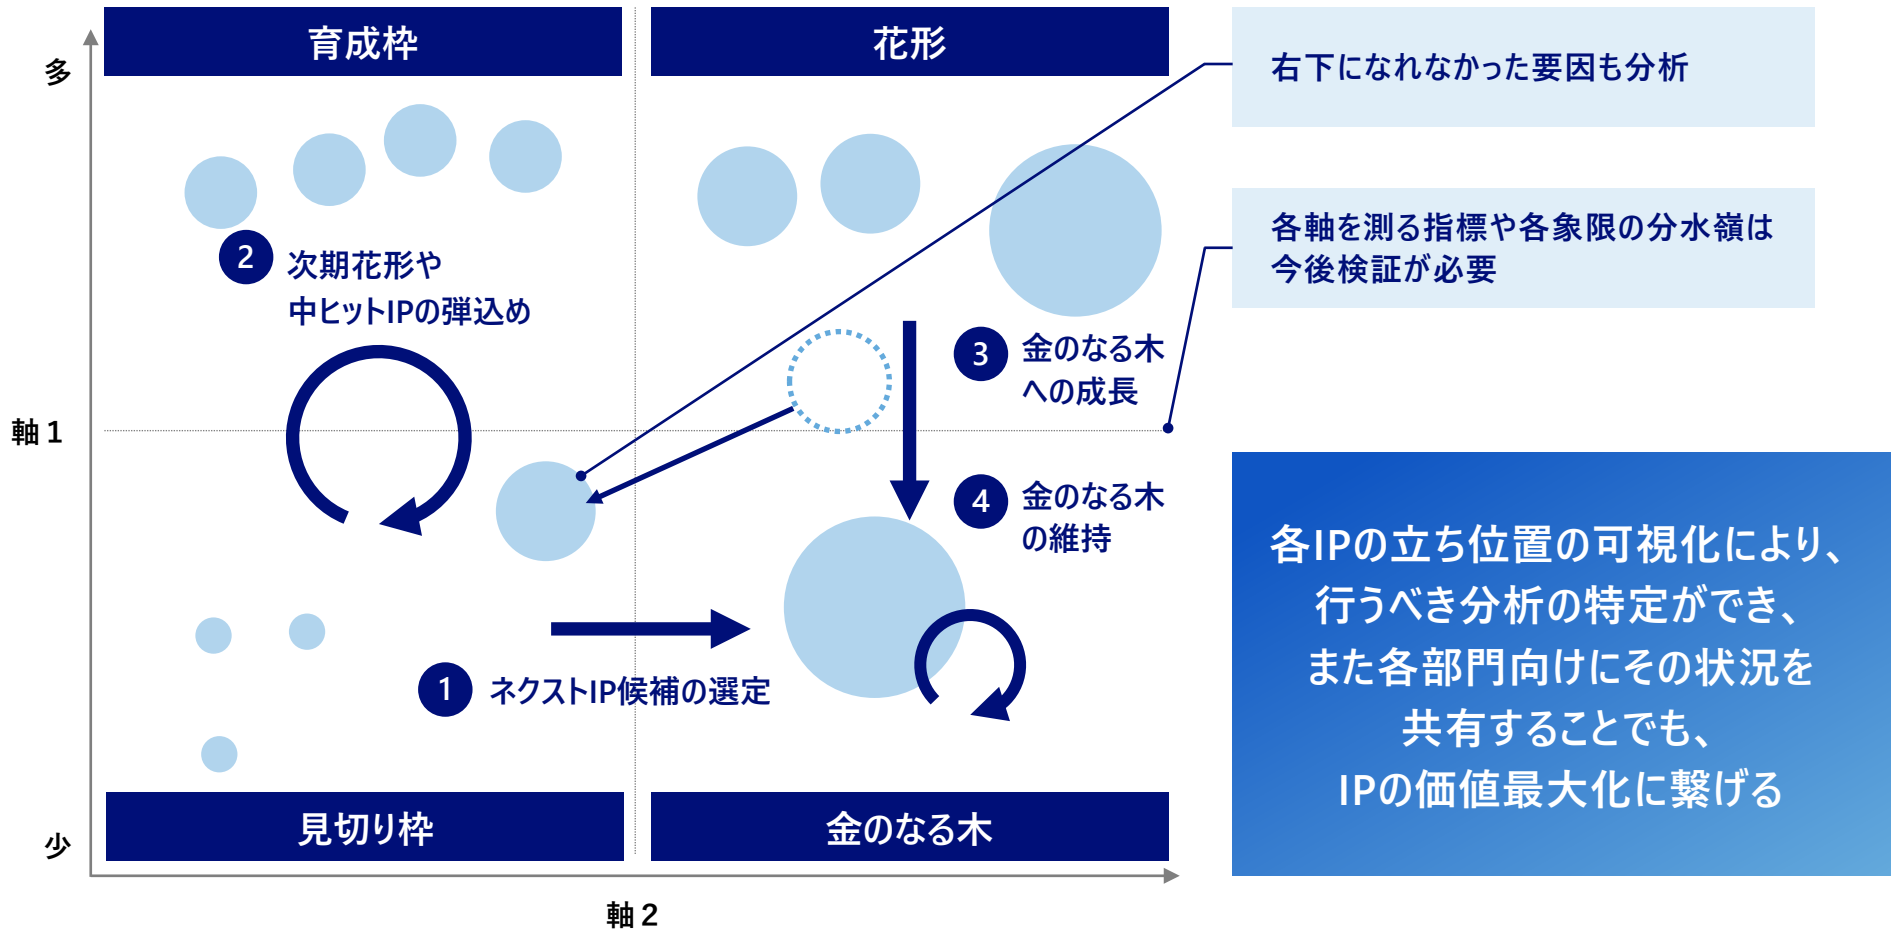 育成枠
花形
多
右下になれなかった要因も分析
各軸を測る指標や各象限の分水嶺は
今後検証が必要
2
次期花形や
中ヒットIPの弾込め
3
金のなる木
への成長
軸1
4
金のなる木
の維持
1
ネクストIP候補の選定
各IPの立ち位置の可視化により、
行うべき分析の特定ができ、
また各部門向けにその状況を
共有することでも、
IPの価値最大化に繋げる
見切り枠
金のなる木
少
軸2